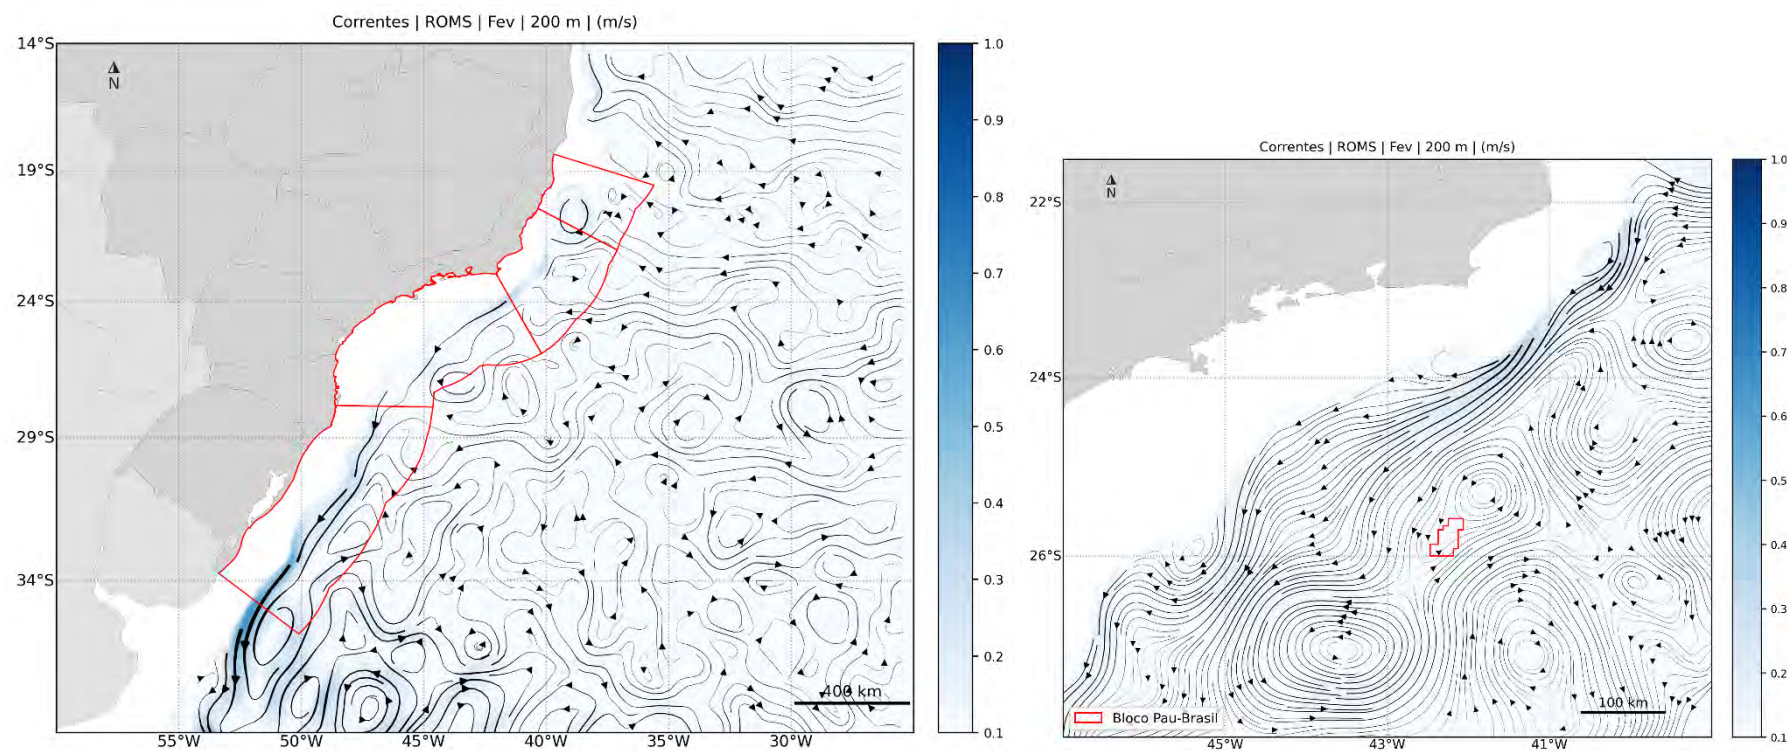 Correntes | ROMS | Fev | 200 m | (m/s)
14°S
19°S
24°S
29°S
34°S
55°W
50°W
45°W
40°W
35°W
30°W
N
400 km
1.0
0.9
0.8
0.7
0.6
0.5
0.4
0.3
0.2
0.1
Correntes | ROMS | Fev | 200 m | (m/s)
22°S
24°S
26°S
45°W
43°W
41°W
N
Bloco Pau-Brasil
100 km
1.0
0.9
0.8
0.7
0.6
0.5
0.4
0.3
0.2
0.1